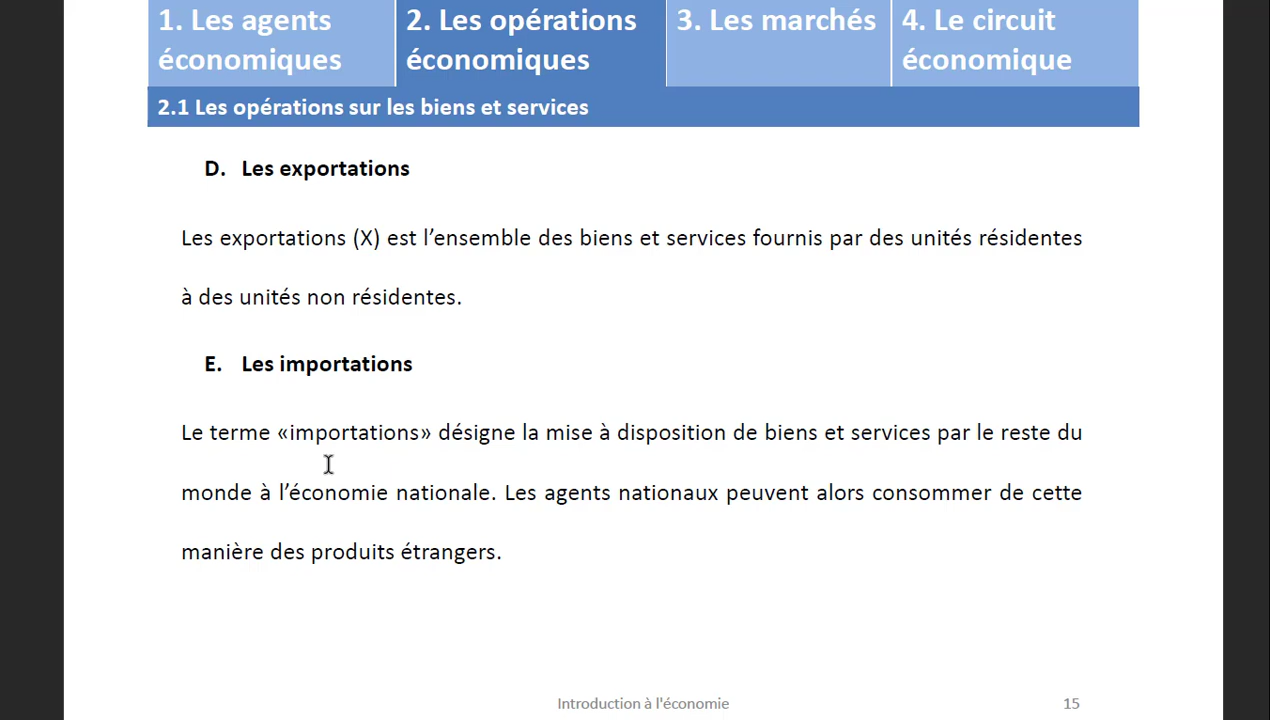 1. Les agents
économiques
2. Les opérations
économiques
3. Les marchés
4. Le circuit
économique
2.1 Les opérations sur les biens et services
D. Les exportations
Les exportations (X) est l’ensemble des biens et services fournis par des unités résidentes
à des unités non résidentes.
E. Les importations
Le terme «importations» désigne la mise à disposition de biens et services par le reste du
monde à l’économie nationale. Les agents nationaux peuvent alors consommer de cette
manière des produits étrangers.
Introduction à l'économie
15